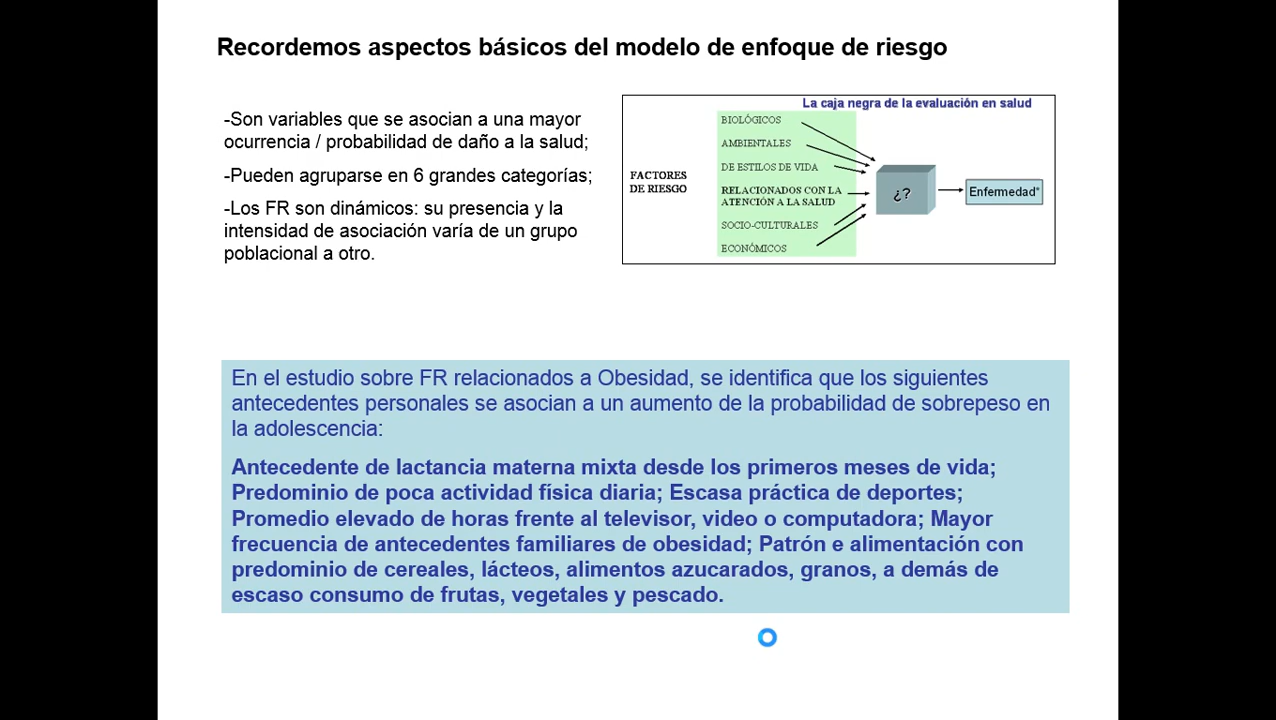 Recordemos aspectos básicos del modelo de enfoque de riesgo
-Son variables que se asocian a una mayor
ocurrencia / probabilidad de daño a la salud;
-Pueden agruparse en 6 grandes categorías;
-Los FR son dinámicos: su presencia y la
intensidad de asociación varía de un grupo
poblacional a otro.
La caja negra de la evaluación en salud
FACTORES
DE RIESGO
BIOLÓGICOS
AMBIENTALES
DE ESTILOS DE VIDA
RELACIONADOS CON LA
ATENCIÓN A LA SALUD
SOCIO-CULTURALES
ECONÓMICOS
¿?
Enfermedad*
En el estudio sobre FR relacionados a Obesidad, se identifica que los siguientes
antecedentes personales se asocian a un aumento de la probabilidad de sobrepeso en
la adolescencia:
Antecedente de lactancia materna mixta desde los primeros meses de vida;
Predominio de poca actividad física diaria; Escasa práctica de deportes;
Promedio elevado de horas frente al televisor, video o computadora; Mayor
frecuencia de antecedentes familiares de obesidad; Patrón e alimentación con
predominio de cereales, lácteos, alimentos azucarados, granos, a demás de
escaso consumo de frutas, vegetales y pescado.